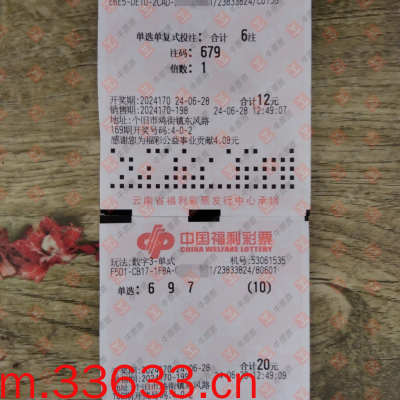 单选单复式投注: 合计 6注
注码: 679
倍数: 1
合计12元
开奖期:2024170 24-06-28
销售期:2024170-198 24-06-28 12:49:07
地址: 个旧市鸡街镇东风路
169期开奖号码:4-0-2
感谢您为福彩公益事业贡献4.08元
云南省福利彩票发行中心承销
中国福利彩票
CHINA WELFARE LOTTERY
玩法:数字3-单式 机号:53061535
/23833824/80601
单选: 6 9 7 (10)
合计20元
12:49:09
m.33633.cn